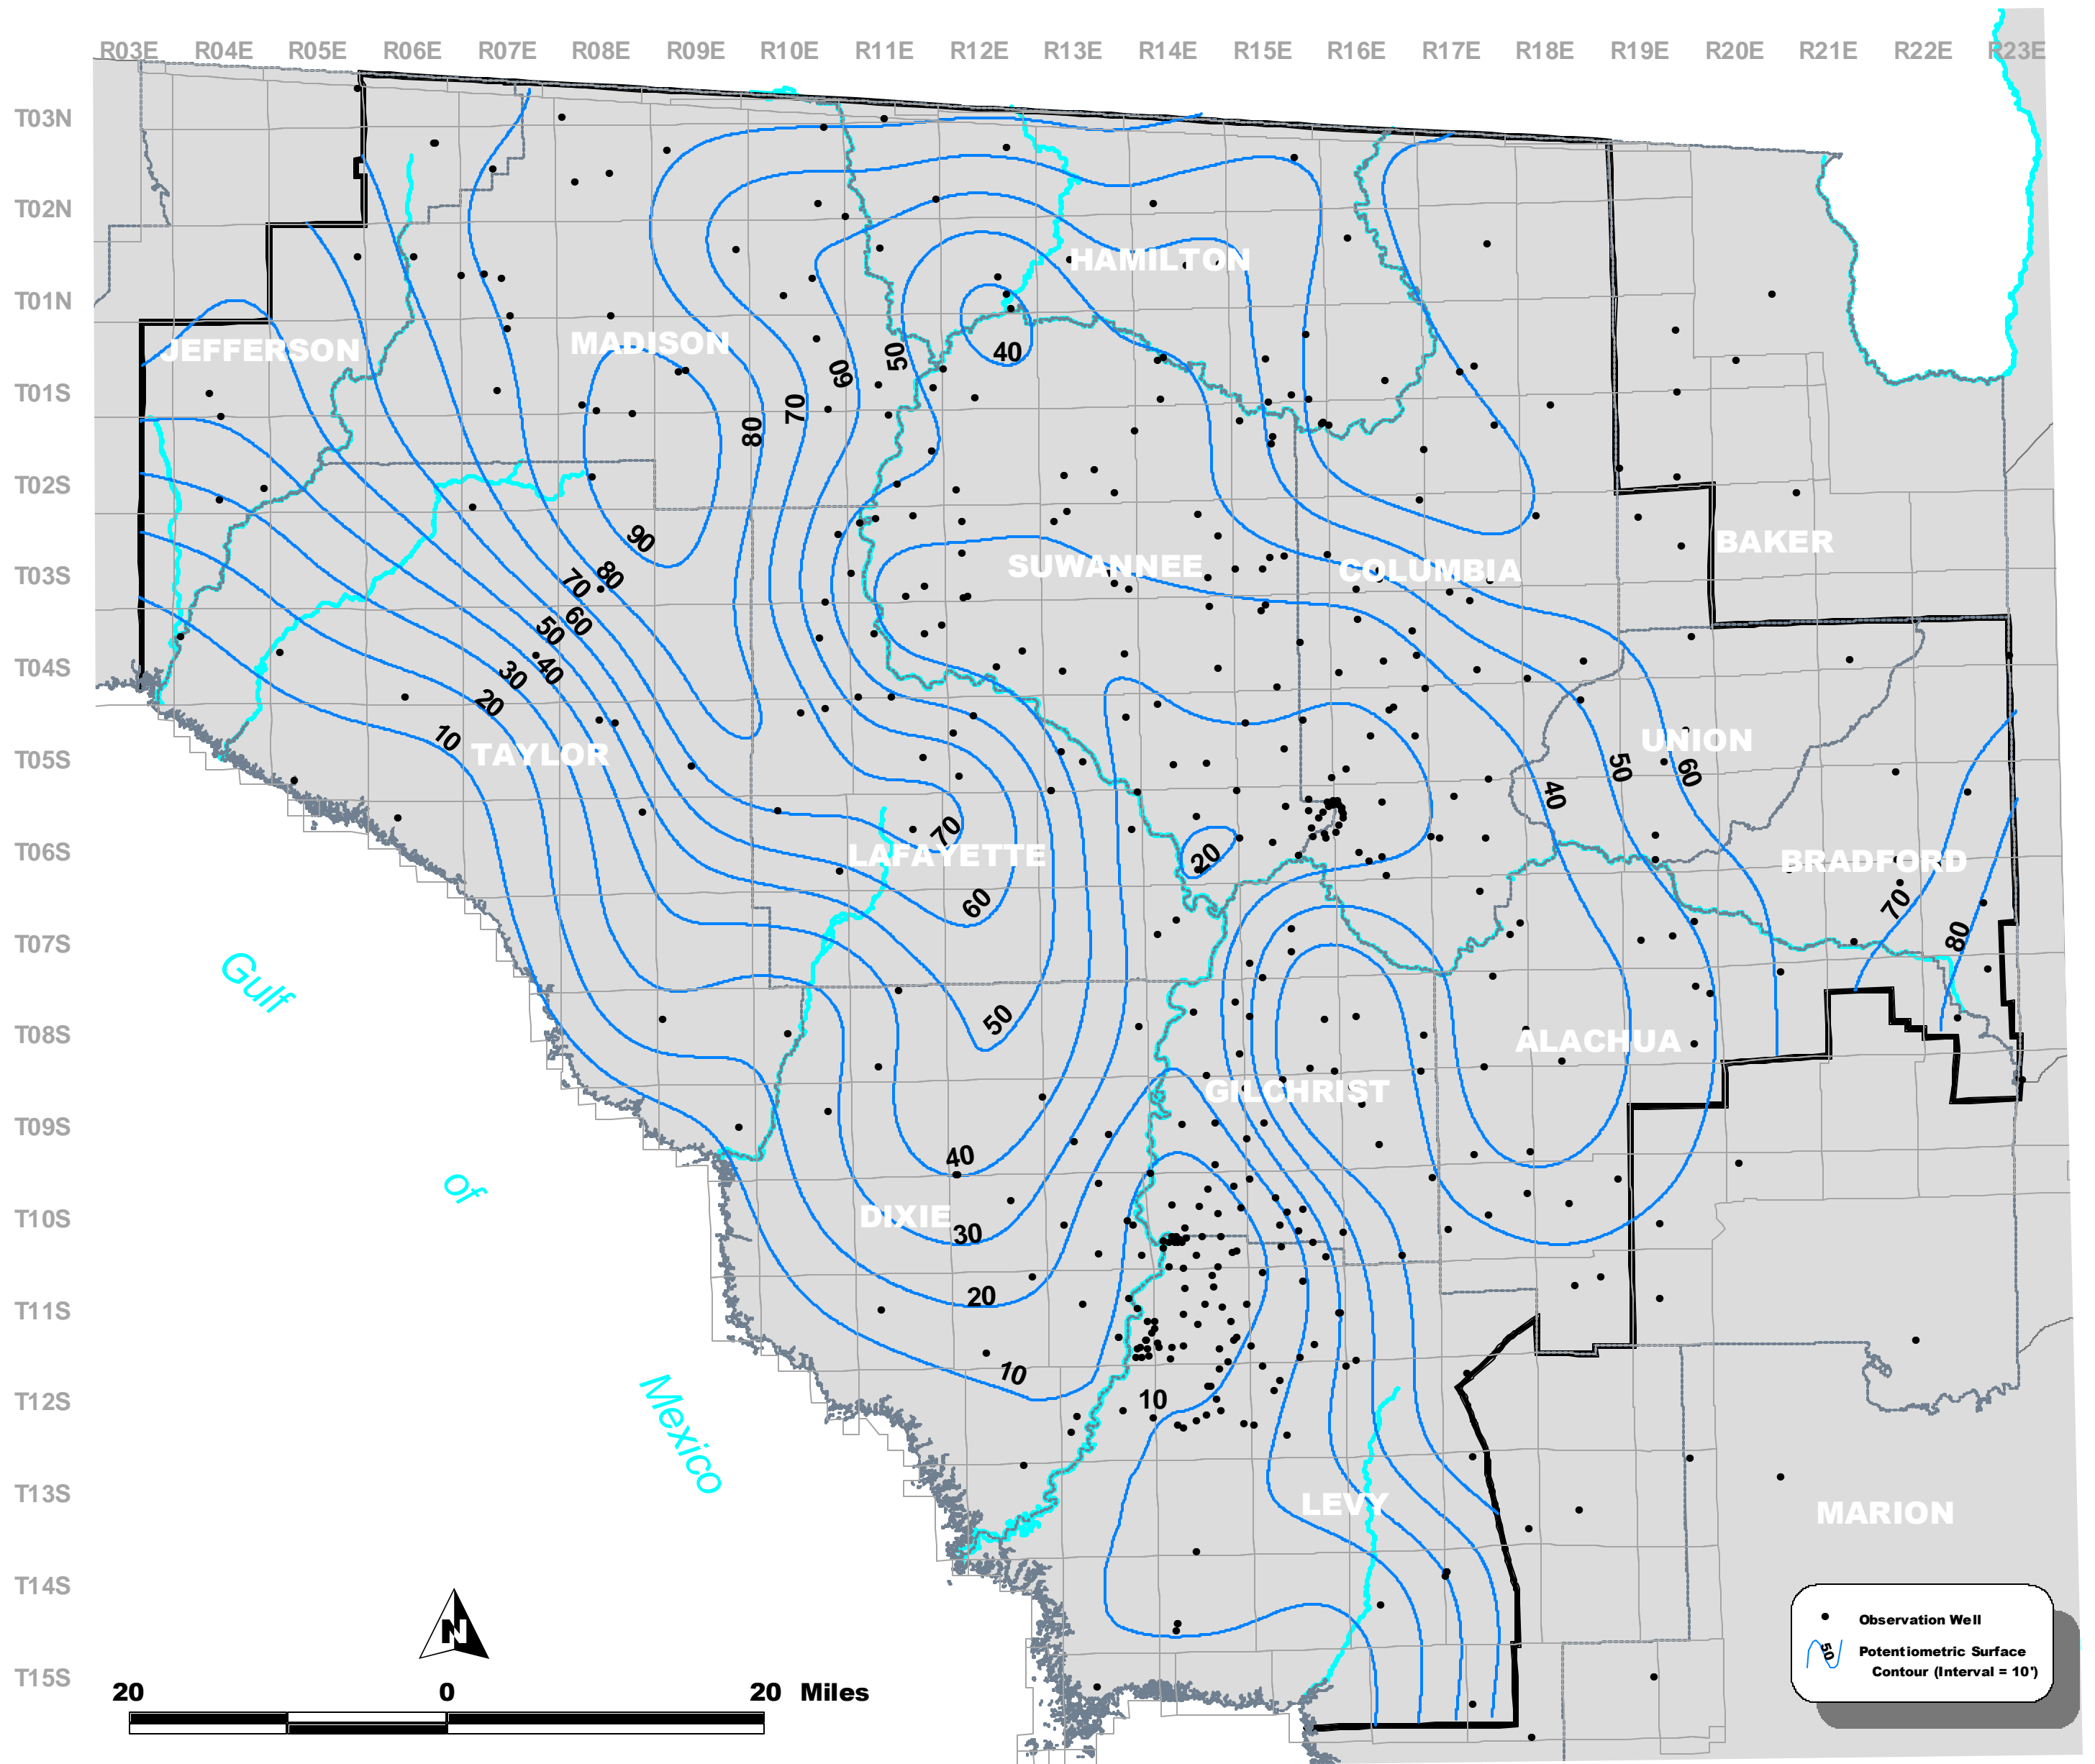 R03E R04E R05E R06E R07E R08E R09E R10E R11E R12E R13E R14E R15E R16E R17E R18E R19E R20E R21E R22E R23E
T03N
T02N
HAMILTON
T01N
JEFFERSON
MADISON
40
50
60
T01S
70
80
T02S
90
BAKER
SUWANNEE
COLUMBIA
T03S
80
70
60
50
40
T04S
30
20
10
UNION
TAYLOR
T05S
50
60
40
70
T06S
LAFAYETTE
20
BRADFORD
60
70
T07S
80
Gulf
50
T08S
ALACHUA
GILCHRIST
T09S
40
of
T10S
DIXIE
30
20
T11S
10
10
T12S
Mexico
T13S
LEVY
MARION
T14S
N
Observation Well
50
Potentiometric Surface
Contour (Interval = 10')
T15S
20 0 20 Miles